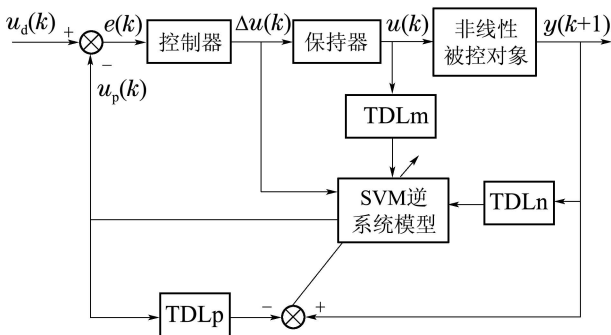 u_d(k) + e(k) 控制器 Δu(k) 保持器 u(k) 非线性 y(k+1)
被控对象
−
u_p(k)
TDLm
SVM逆
系统模型
TDLn
TDLp − +